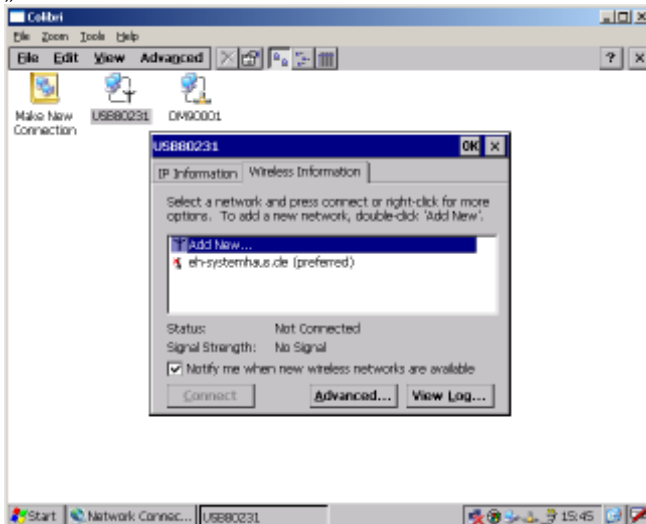 Colibri
File Zoom Tools Help
File Edit View Advanced ? ×
Make New Connection
USB80231
DM90001
USB80231 OK ×
IP Information Wireless Information
Select a network and press connect or right-click for more
options. To add a new network, double-click 'Add New'.
Add New...
eh-systemhaus.de (preferred)
Status: Not Connected
Signal Strength: No Signal
Notify me when new wireless networks are available
Connect Advanced... View Log...
Start Network Connec... USB80231 15:45